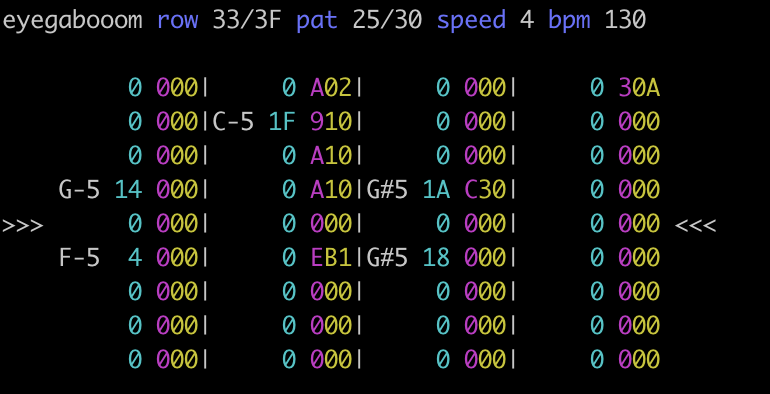 eyegabooom row 33/3F pat 25/30 speed 4 bpm 130
0 000| 0 A02| 0 000| 0 30A
0 000|C-5 1F 910| 0 000| 0 000
0 000| 0 A10| 0 000| 0 000
G-5 14 000| 0 A10|G#5 1A C30| 0 000
>>> 0 000| 0 000| 0 000| 0 000 <<<
F-5 4 000| 0 EB1|G#5 18 000| 0 000
0 000| 0 000| 0 000| 0 000
0 000| 0 000| 0 000| 0 000
0 000| 0 000| 0 000| 0 000